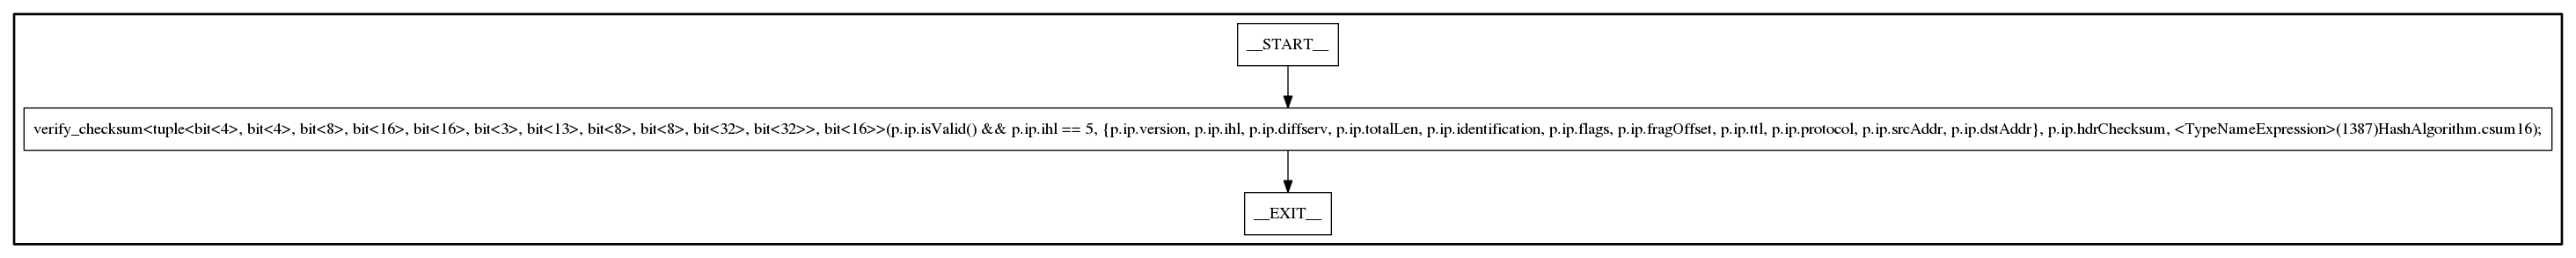 __START__
verify_checksum<tuple<bit<4>, bit<4>, bit<8>, bit<16>, bit<16>, bit<3>, bit<13>, bit<8>, bit<8>, bit<32>, bit<32>>, bit<16>>(p.ip.isValid() && p.ip.ihl == 5, {p.ip.version, p.ip.ihl, p.ip.diffserv, p.ip.totalLen, p.ip.identification, p.ip.flags, p.ip.fragOffset, p.ip.ttl, p.ip.protocol, p.ip.srcAddr, p.ip.dstAddr}, p.ip.hdrChecksum, <TypeNameExpression>(1387)HashAlgorithm.csum16);
__EXIT__